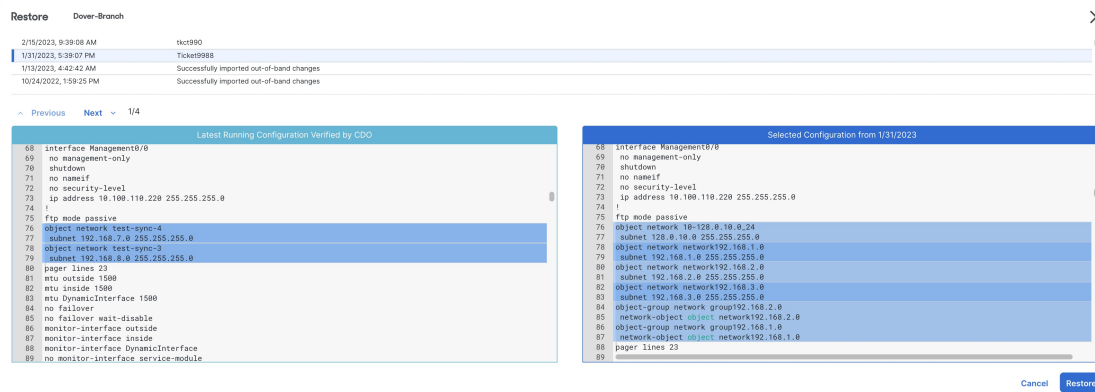 Restore Dover-Branch
2/15/2023, 9:39:08 AM tkct990
1/31/2023, 5:39:07 PM Ticket9988
1/13/2023, 4:42:42 AM Successfully imported out-of-band changes
10/24/2022, 1:59:25 PM Successfully imported out-of-band changes
Previous Next 1/4
Latest Running Configuration Verified by CDO
68 interface Management0/0
69 no management-only
70 shutdown
71 no nameif
72 no security-level
73 ip address 10.100.110.220 255.255.255.0
74 !
75 ftp mode passive
76 object network test-sync-4
77 subnet 192.168.7.0 255.255.255.0
78 object network test-sync-3
79 subnet 192.168.8.0 255.255.255.0
80 pager lines 23
81 mtu outside 1500
82 mtu inside 1500
83 mtu DynamicInterface 1500
84 no failover
85 no failover wait-disable
86 monitor-interface outside
87 monitor-interface inside
88 monitor-interface DynamicInterface
89 no monitor-interface service-module
Selected Configuration from 1/31/2023
68 interface Management0/0
69 no management-only
70 shutdown
71 no nameif
72 no security-level
73 ip address 10.100.110.220 255.255.255.0
74 !
75 ftp mode passive
76 object network 10-128.0.10.0_24
77 subnet 128.0.10.0 255.255.255.0
78 object network network192.168.1.0
79 subnet 192.168.1.0 255.255.255.0
80 object network network192.168.2.0
81 subnet 192.168.2.0 255.255.255.0
82 object network network192.168.3.0
83 subnet 192.168.3.0 255.255.255.0
84 object-group network group192.168.2.0
85 network-object object network192.168.2.0
86 object-group network group192.168.1.0
87 network-object object network192.168.1.0
88 pager lines 23
89
Cancel Restore